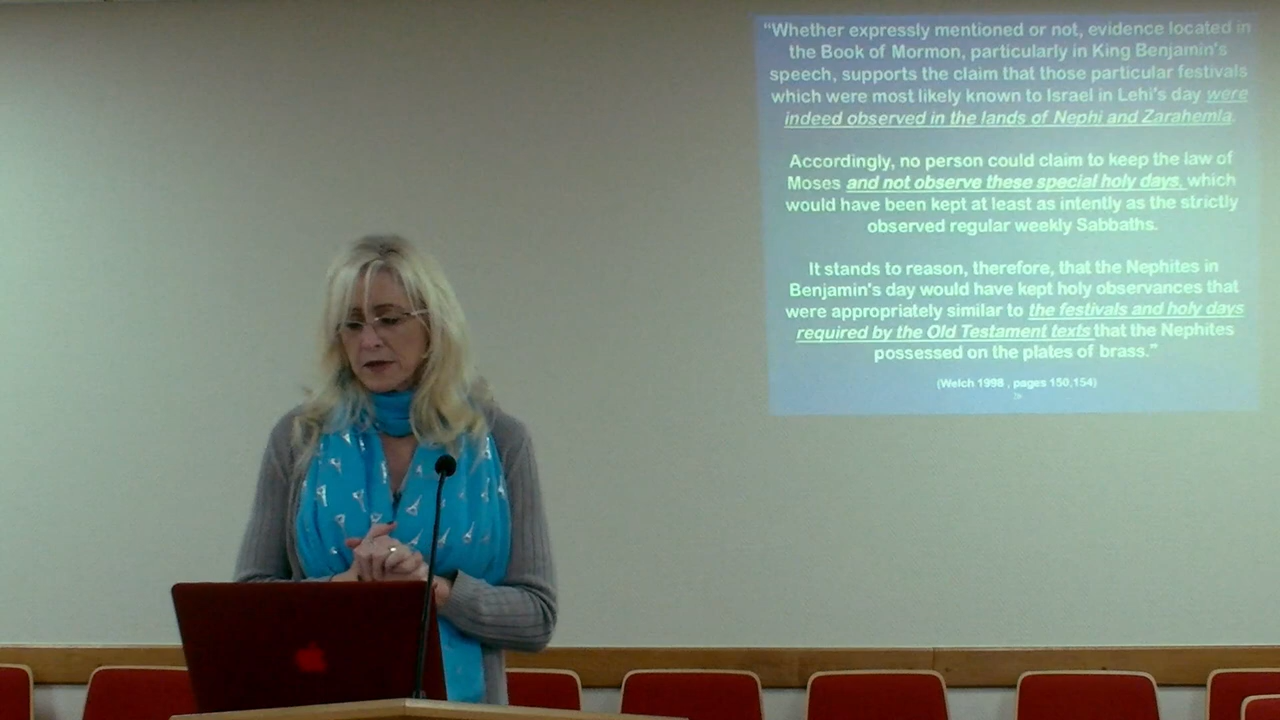 “Whether expressly mentioned or not, evidence located in
the Book of Mormon, particularly in King Benjamin's
speech, supports the claim that those particular festivals
which were most likely known to Israel in Lehi's day were
indeed observed in the lands of Nephi and Zarahemla.
Accordingly, no person could claim to keep the law of
Moses and not observe these special holy days, which
would have been kept at least as intently as the strictly
observed regular weekly Sabbaths.
It stands to reason, therefore, that the Nephites in
Benjamin's day would have kept holy observances that
were appropriately similar to the festivals and holy days
required by the Old Testament texts that the Nephites
possessed on the plates of brass.”
(Welch 1998 , pages 150,154)